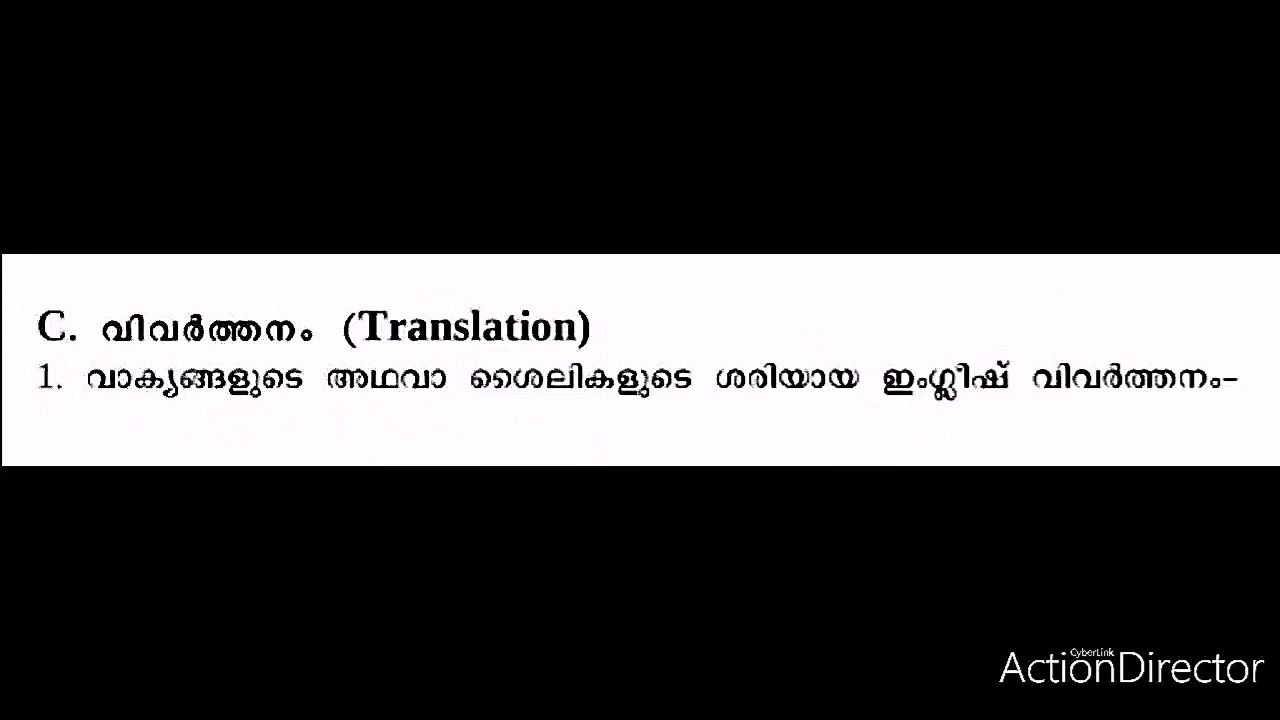 C. വിവർത്തനം (Translation)
1. വാക്യങ്ങളുടെ അഥവാ ശൈലികളുടെ ശരിയായ ഇംഗ്ലീഷ് വിവർത്തനം-
CyberLink
ActionDirector